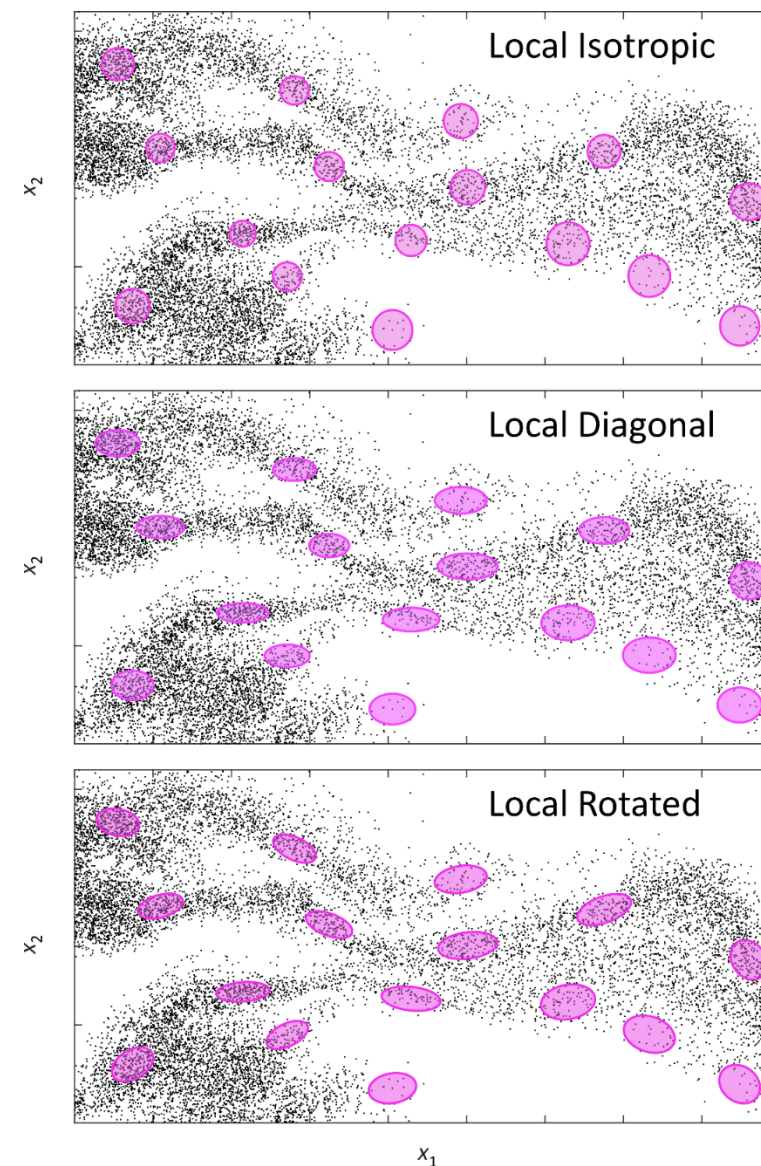 Local Isotropic
x₂
Local Diagonal
x₂
Local Rotated
x₂
x₁